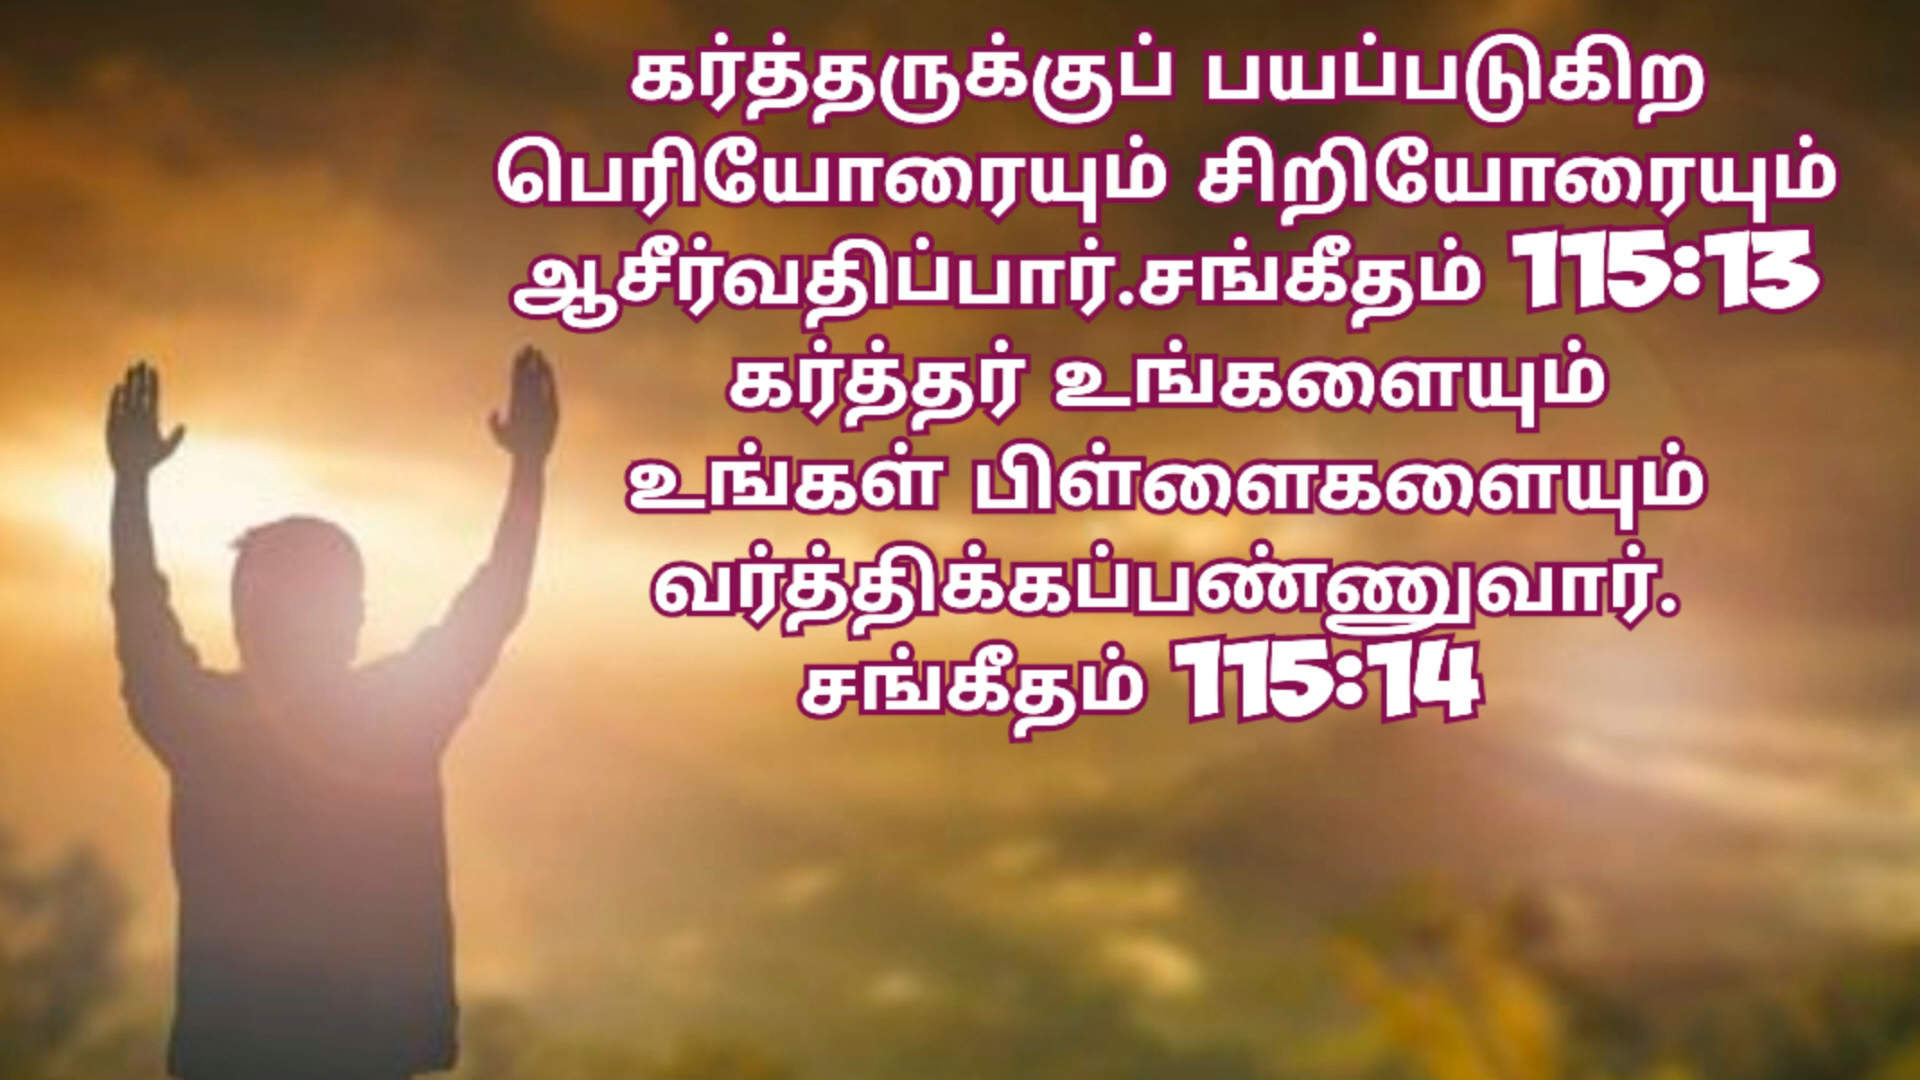 கர்த்தருக்குப் பயப்படுகிற
பெரியோரையும் சிறியோரையும்
ஆசீர்வதிப்பார்.சங்கீதம் 115:13
கர்த்தர் உங்களையும்
உங்கள் பிள்ளைகளையும்
வர்த்திக்கப்பண்ணுவார்.
சங்கீதம் 115:14